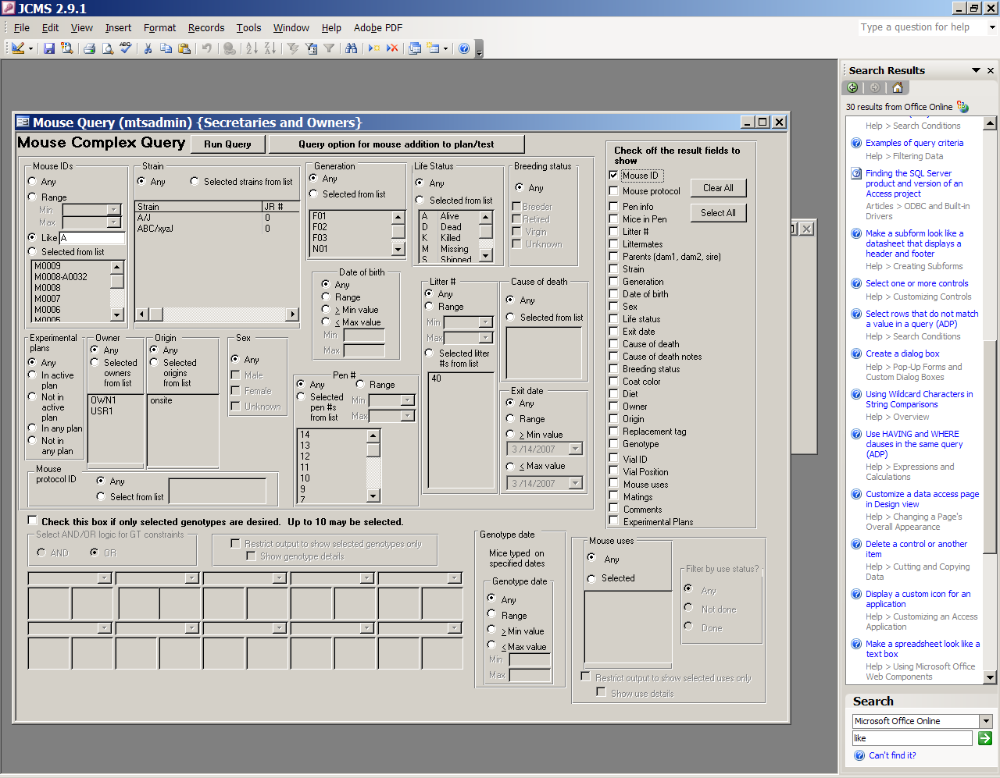 JCMS 2.9.1
File Edit View Insert Format Records Tools Window Help Adobe PDF
Type a question for help
Mouse Query (mtsadmin) {Secretaries and Owners}
Mouse Complex Query
Run Query
Query option for mouse addition to plan/test
Mouse IDs
Any
Range
Min
Max
Like A
Selected from list
M0009
M0008-A0032
M0008
M0007
M0006
M0005
Strain
Any
Selected strains from list
Strain JR #
A/J 0
ABC/xyzJ 0
Generation
Any
Selected from list
F01
F02
F03
N01
Life Status
Any
Selected from list
A Alive
D Dead
K Killed
M Missing
S Shipped
Breeding status
Any
Breeder
Retired
Virgin
Unknown
Date of birth
Any
Range
≥ Min value
≤ Max value
Min
Max
Litter #
Any
Range
Min
Max
Selected litter
#s from list
40
Cause of death
Any
Selected from list
Exit date
Any
Range
≥ Min value
3 /14/2007
≤ Max value
3 /14/2007
Experimental
plans
Any
In active
plan
Not in
active
plan
In any plan
Not in
any plan
Owner
Any
Selected
owners
from list
OWN1
USR1
Origin
Any
Selected
origins
from list
onsite
Sex
Any
Male
Female
Unknown
Pen #
Any
Range
Selected
pen #s
from list
Min
Max
14
13
12
11
10
9
7
Mouse
protocol ID
Any
Select from list
Check this box if only selected genotypes are desired. Up to 10 may be selected.
Select AND/OR logic for GT constraints
AND
OR
Restrict output to show selected genotypes only
Show genotype details
Genotype date
Mice typed on
specified dates
Genotype date
Any
Range
≥ Min value
≤ Max value
Min
Max
Mouse uses
Any
Selected
Filter by use status?
Any
Not done
Done
Restrict output to show selected uses only
Show use details
Check off the result fields to
show
Clear All
Select All
Mouse ID
Mouse protocol
Pen info
Mice in Pen
Litter #
Littermates
Parents (dam1, dam2, sire)
Strain
Generation
Date of birth
Sex
Life status
Exit date
Cause of death
Cause of death notes
Breeding status
Coat color
Diet
Owner
Origin
Replacement tag
Genotype
Vial ID
Vial Position
Mouse uses
Matings
Comments
Experimental Plans
Search Results
30 results from Office Online
Help > Search Conditions
Examples of query criteria
Help > Filtering Data
Finding the SQL Server
product and version of an
Access project
Articles > ODBC and Built-in
Drivers
Make a subform look like a
datasheet that displays a
header and footer
Help > Creating Subforms
Select one or more controls
Help > Customizing Controls
Select rows that do not match
a value in a query (ADP)
Help > Search Conditions
Create a dialog box
Help > Pop-Up Forms and
Custom Dialog Boxes
Using Wildcard Characters in
String Comparisons
Help > Overview
Use HAVING and WHERE
clauses in the same query
(ADP)
Help > Expressions and
Calculations
Customize a data access page
in Design view
Help > Changing a Page's
Overall Appearance
Delete a control or another
item
Help > Cutting and Copying
Data
Display a custom icon for an
application
Help > Customizing an Access
Application
Make a spreadsheet look like a
text box
Help > Using Microsoft Office
Web Components
Search
Microsoft Office Online
like
Can't find it?